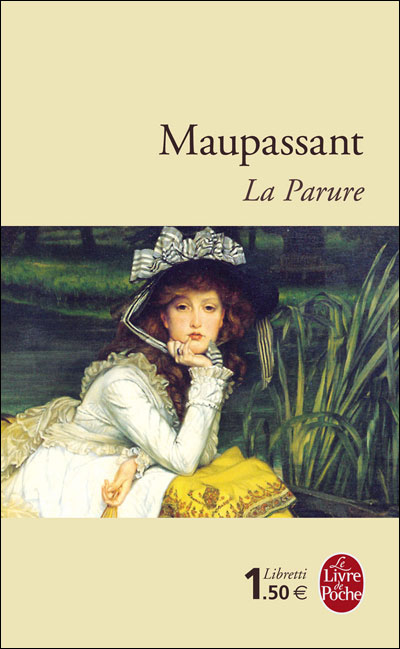 Maupassant
La Parure
Libretti
1.50 €
Le
Livre
de
Poche